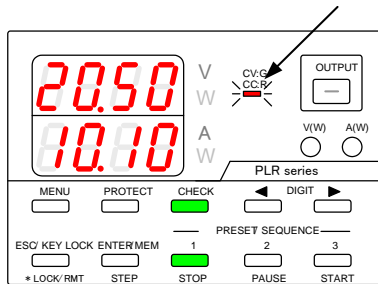 20.50 V
W
CV:G
CC:R
OUTPUT
10.10 A
W
V(W) A(W)
PLR series
MENU PROTECT CHECK ◀ DIGIT ▶
PRESET/ SEQUENCE
ESC/ KEY LOCK ENTER/MEM 1 2 3
* LOCK/ RMT STEP STOP PAUSE START